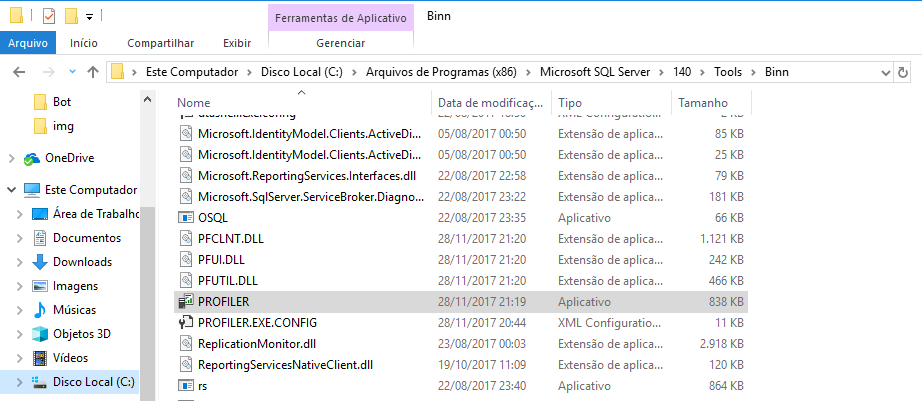 Ferramentas de Aplicativo Binn
Arquivo Início Compartilhar Exibir Gerenciar
Este Computador Disco Local (C:) Arquivos de Programas (x86) Microsoft SQL Server 140 Tools Binn
Bot
img
OneDrive
Este Computador
Área de Trabalho
Documentos
Downloads
Imagens
Músicas
Objetos 3D
Vídeos
Disco Local (C:)
Nome Data de modificaç... Tipo Tamanho
Microsoft.IdentityModel.Clients.ActiveDi... 05/08/2017 00:50 Extensão de aplica... 85 KB
Microsoft.IdentityModel.Clients.ActiveDi... 05/08/2017 00:50 Extensão de aplica... 25 KB
Microsoft.ReportingServices.Interfaces.dll 22/08/2017 22:58 Extensão de aplica... 79 KB
Microsoft.SqlServer.ServiceBroker.Diagno... 22/08/2017 23:22 Extensão de aplica... 181 KB
OSQL 22/08/2017 23:35 Aplicativo 66 KB
PFCLNT.DLL 28/11/2017 21:20 Extensão de aplica... 1.121 KB
PFUI.DLL 28/11/2017 21:20 Extensão de aplica... 242 KB
PFUTIL.DLL 28/11/2017 21:20 Extensão de aplica... 466 KB
PROFILER 28/11/2017 21:19 Aplicativo 838 KB
PROFILER.EXE.CONFIG 28/11/2017 20:44 XML Configuratio... 11 KB
ReplicationMonitor.dll 23/08/2017 00:03 Extensão de aplica... 2.918 KB
ReportingServicesNativeClient.dll 19/10/2017 11:09 Extensão de aplica... 120 KB
rs 22/08/2017 23:40 Aplicativo 864 KB